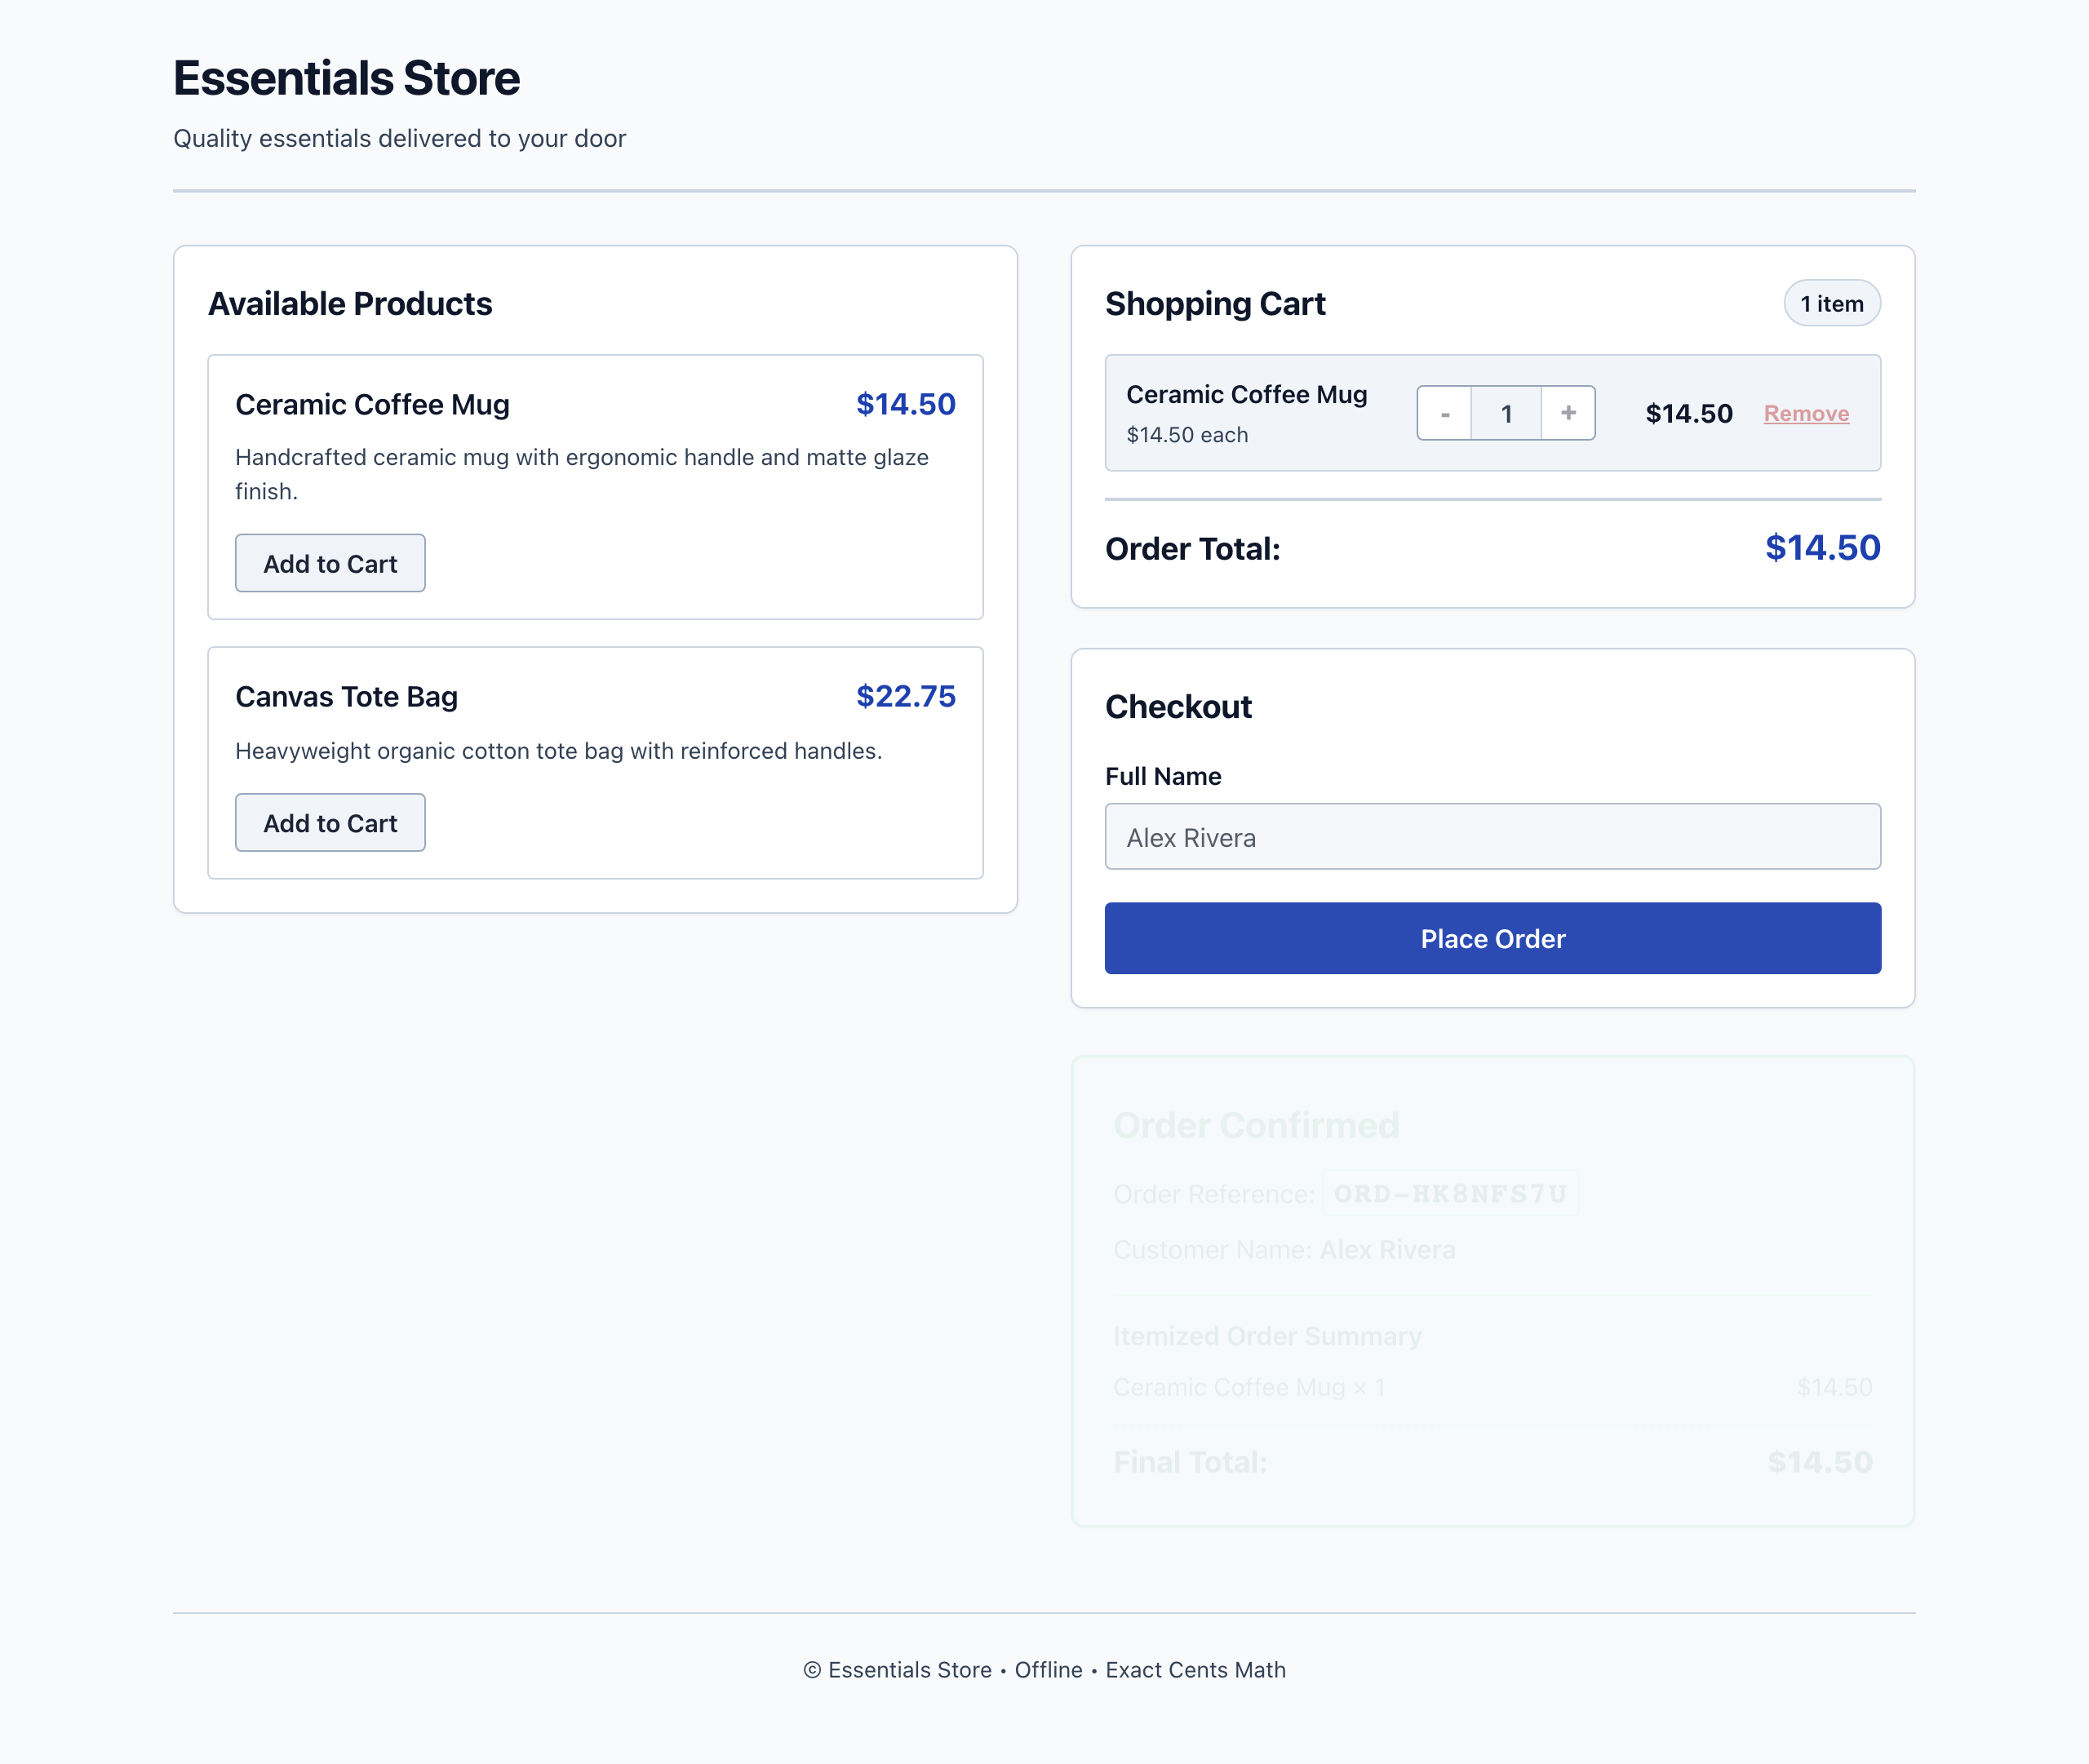 Essentials Store
Quality essentials delivered to your door
Available Products
Ceramic Coffee Mug $14.50
Handcrafted ceramic mug with ergonomic handle and matte glaze
finish.
Add to Cart
Canvas Tote Bag $22.75
Heavyweight organic cotton tote bag with reinforced handles.
Add to Cart
Shopping Cart 1 item
Ceramic Coffee Mug
$14.50 each
- 1 + $14.50 Remove
Order Total: $14.50
Checkout
Full Name
Alex Rivera
Place Order
Order Confirmed
Order Reference: ORD-HK8NFS7U
Customer Name: Alex Rivera
Itemized Order Summary
Ceramic Coffee Mug × 1 $14.50
Final Total: $14.50
© Essentials Store • Offline • Exact Cents Math